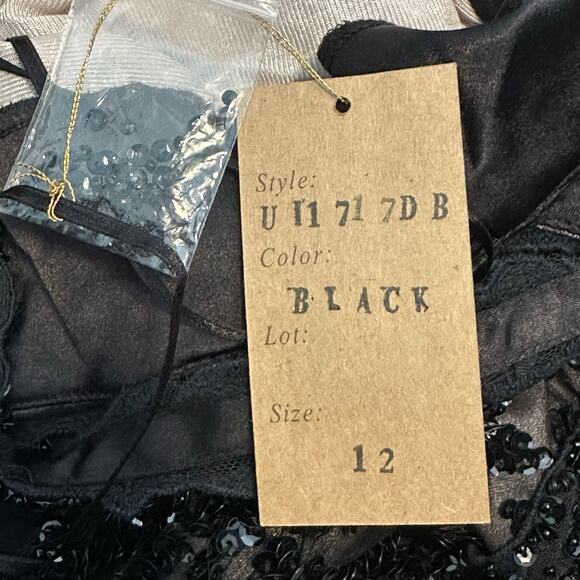 Style:
U I1 71 7D B
Color:
BLACK
Lot:
Size:
12